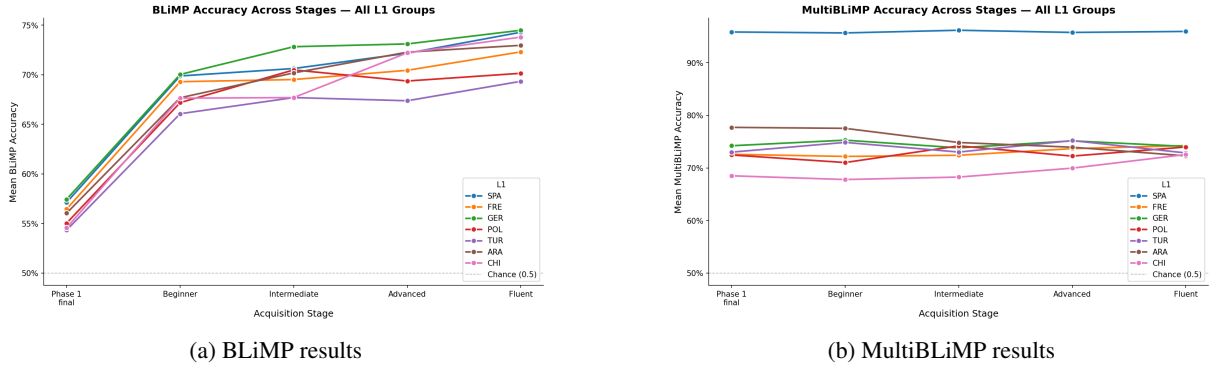 BLiMP Accuracy Across Stages — All L1 Groups
75%
70%
65%
60%
55%
50%
Mean BLiMP Accuracy
L1
SPA
FRE
GER
POL
TUR
ARA
CHI
Chance (0.5)
Phase 1
final
Beginner
Intermediate
Advanced
Fluent
Acquisition Stage
(a) BLiMP results
MultiBLiMP Accuracy Across Stages — All L1 Groups
90%
80%
70%
60%
50%
Mean MultiBLiMP Accuracy
L1
SPA
FRE
GER
POL
TUR
ARA
CHI
Chance (0.5)
Phase 1
final
Beginner
Intermediate
Advanced
Fluent
Acquisition Stage
(b) MultiBLiMP results